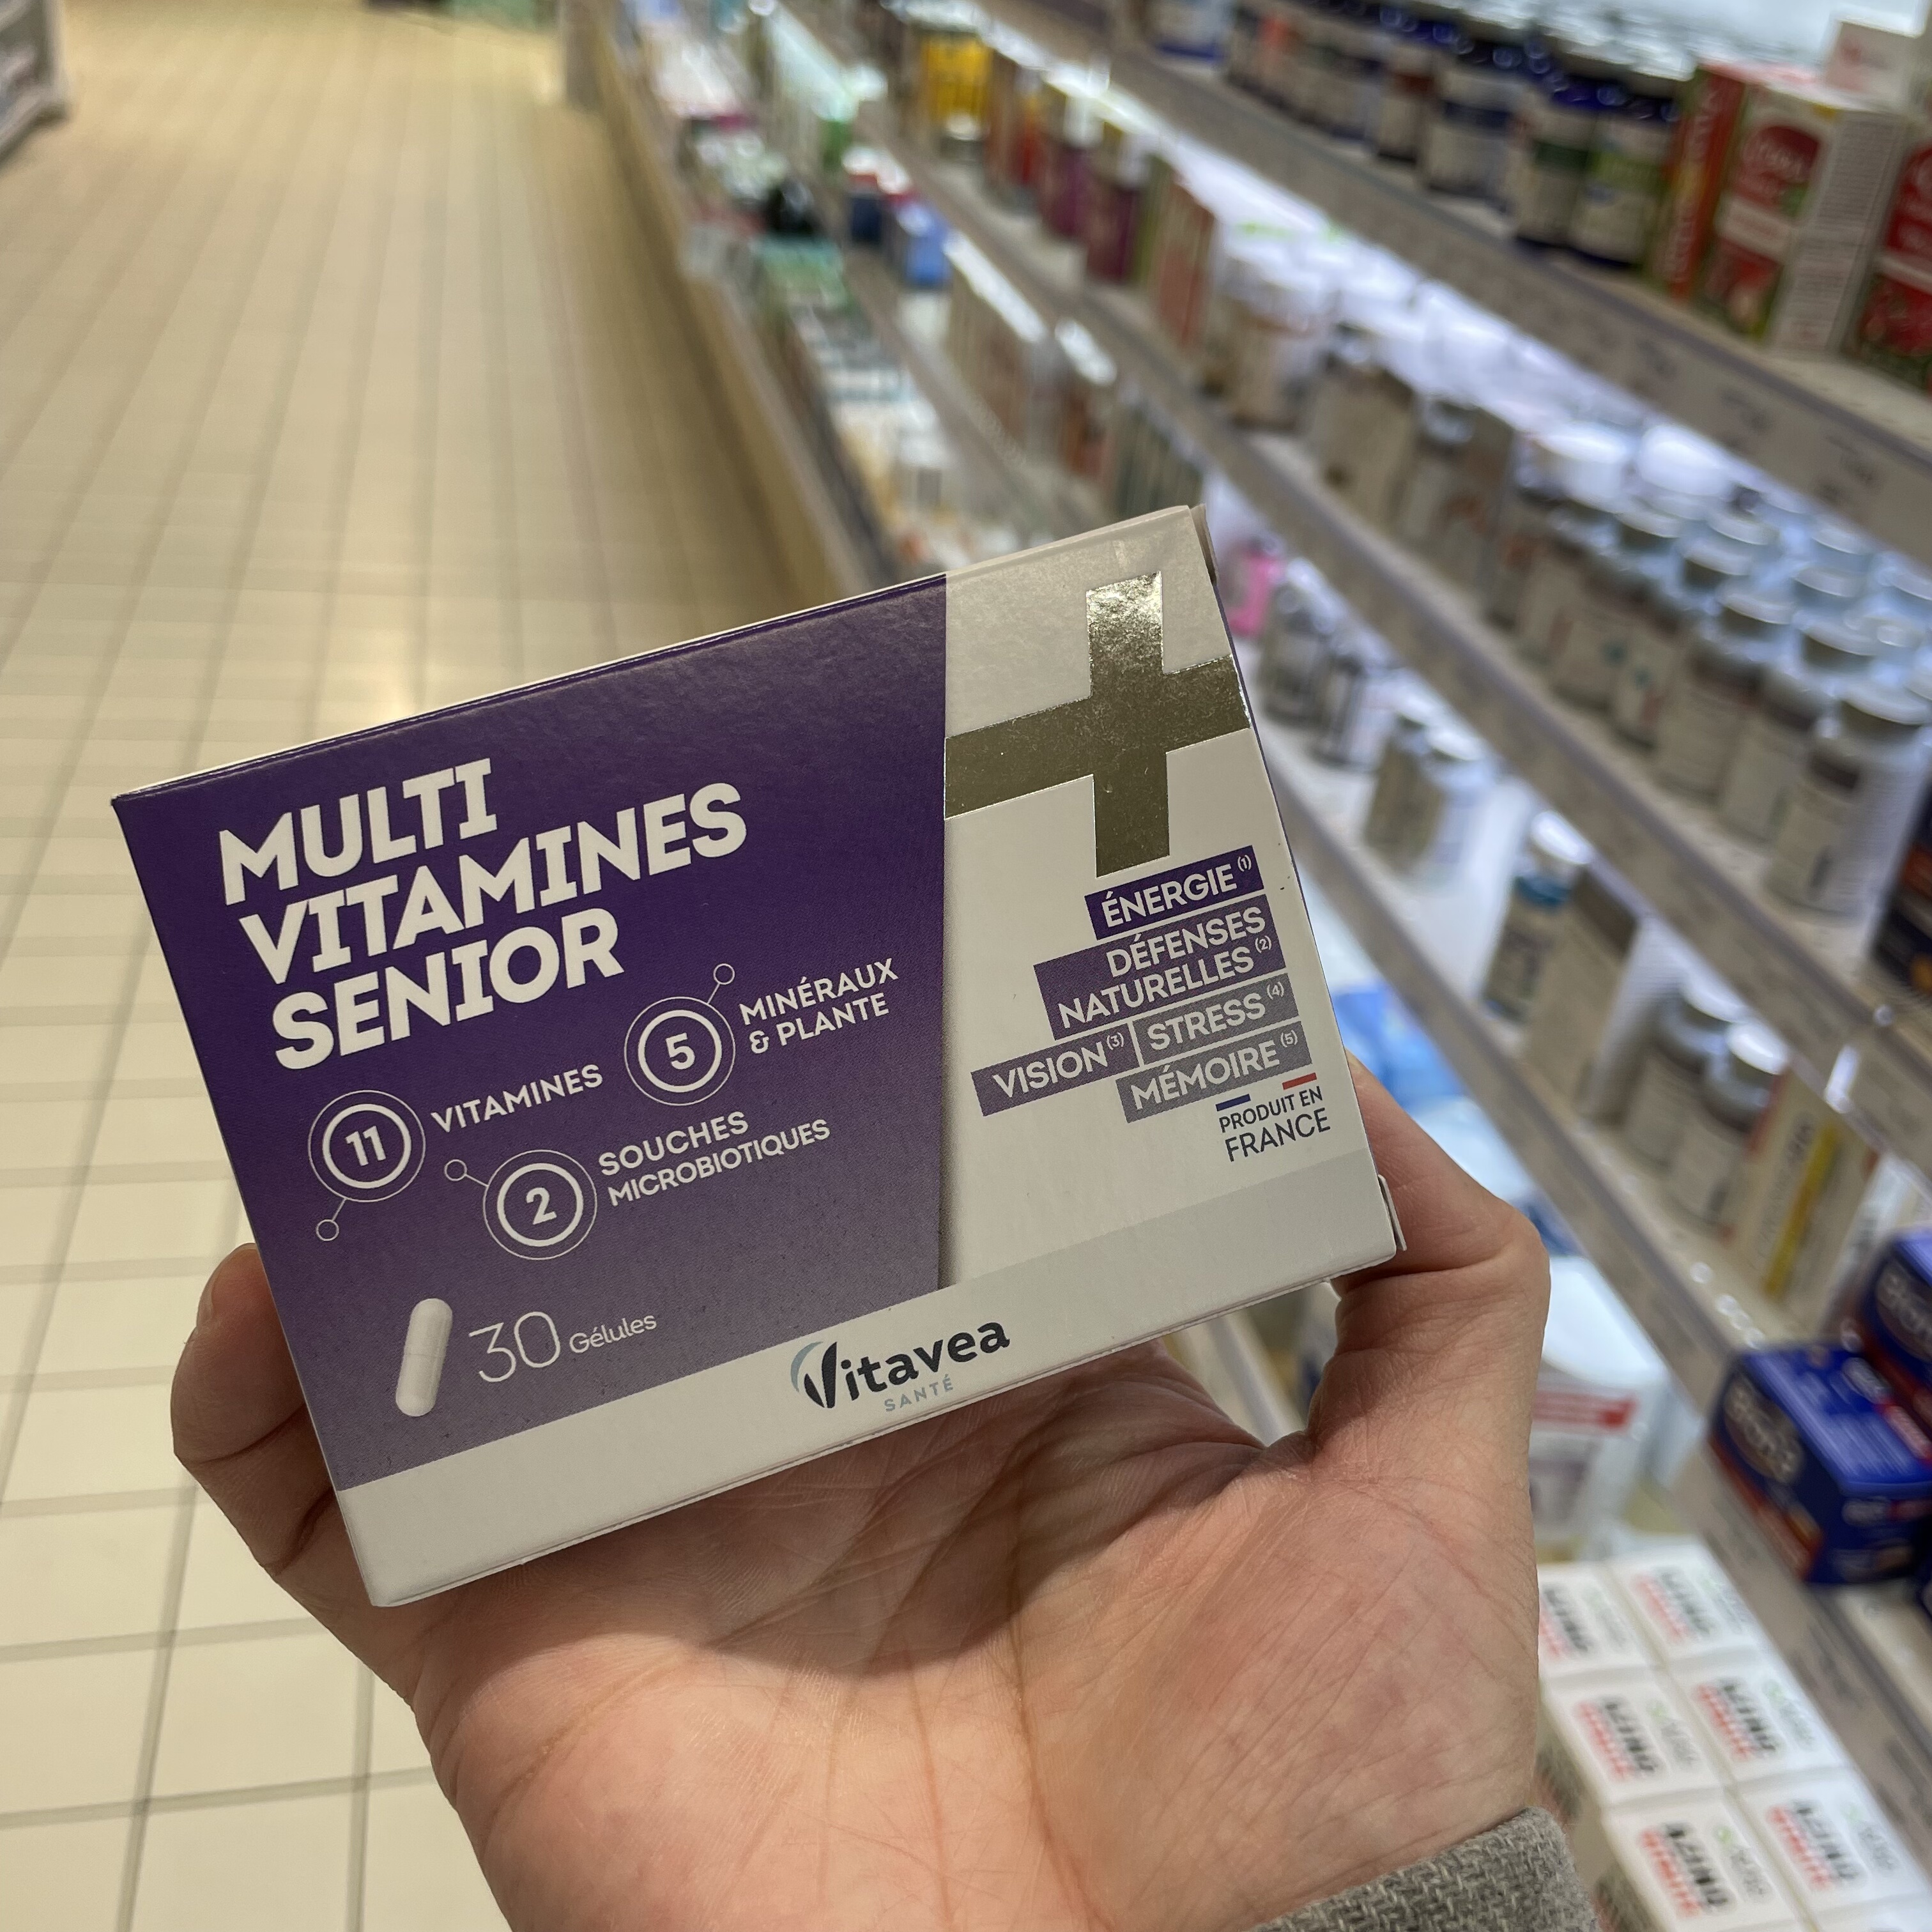 MULTI
VITAMINES
SENIOR
11
VITAMINES
5
MINÉRAUX
& PLANTE
2
SOUCHES
MICROBIOTIQUES
30 Gélules
ÉNERGIE (1)
DÉFENSES
NATURELLES (2)
VISION (3) STRESS (4)
MÉMOIRE (5)
PRODUIT EN
FRANCE
Vitavea
SANTÉ